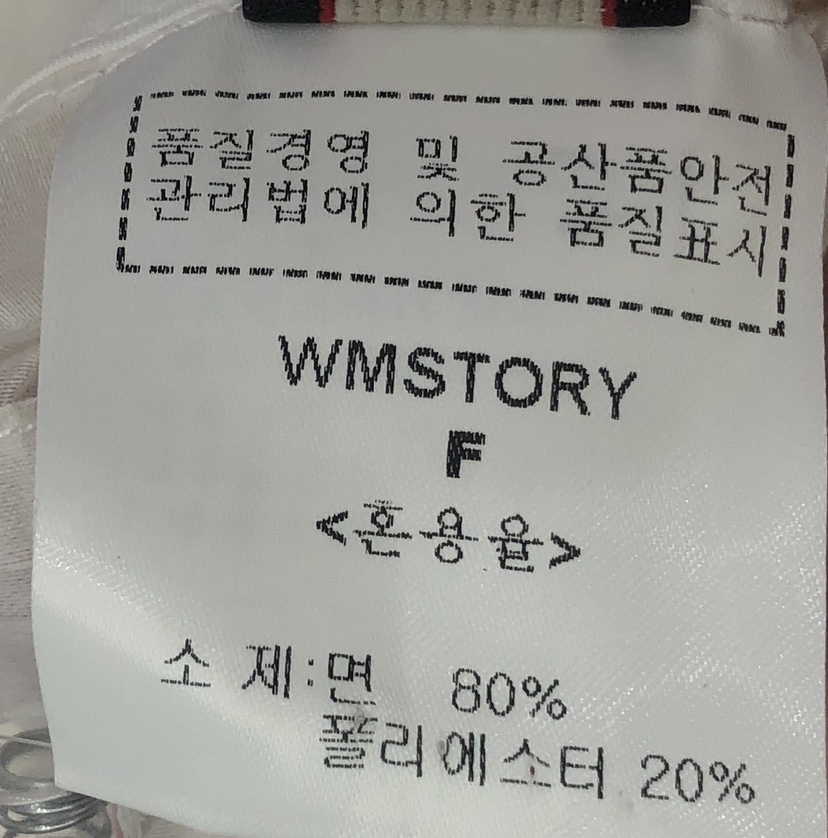 품질경영 및 공산품안전
관리법에 의한 품질표시
WMSTORY
F
<혼용율>
소 제:면 80%
폴리에스터 20%